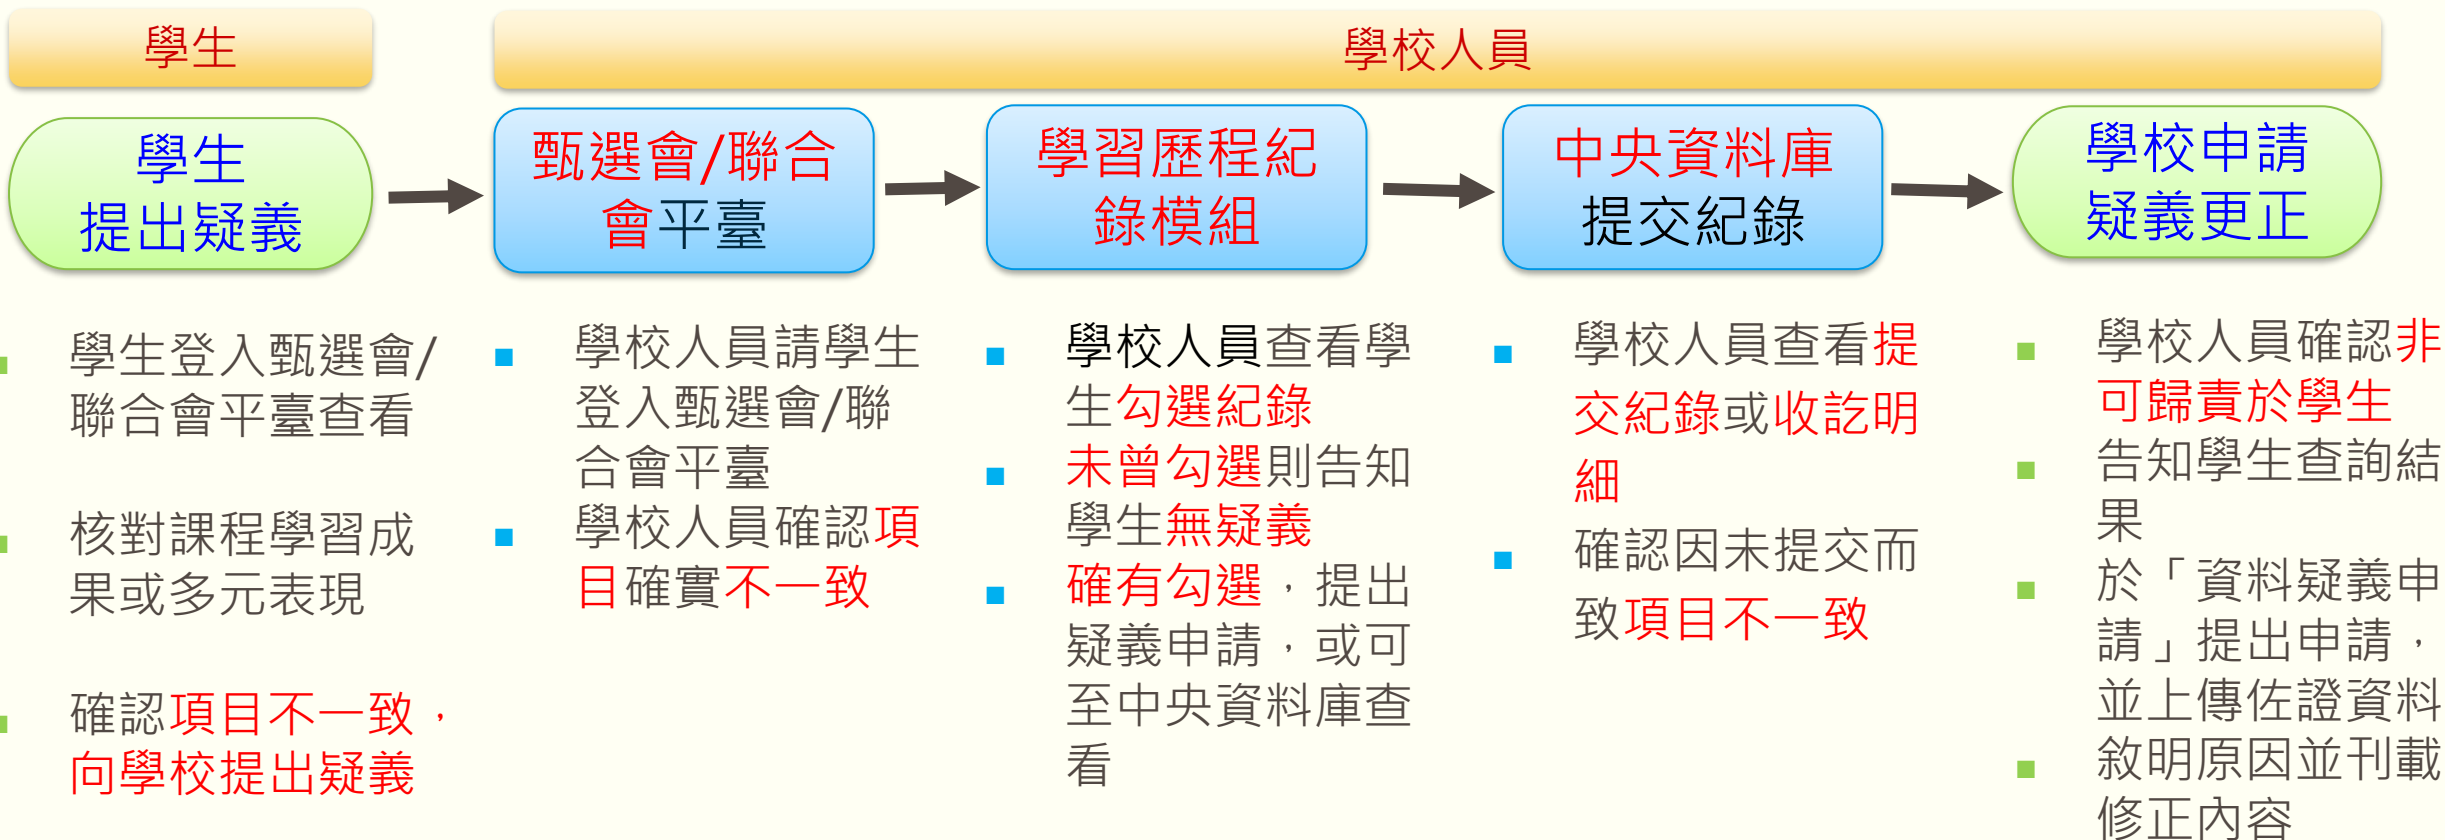 學生
學校人員
學生
提出疑義
甄選會/聯合
會平臺
學習歷程紀
錄模組
中央資料庫
提交紀錄
學校申請
疑義更正
學生登入甄選會/
聯合會平臺查看
核對課程學習成
果或多元表現
確認項目不一致，
向學校提出疑義
學校人員請學生
登入甄選會/聯
合會平臺
學校人員確認項
目確實不一致
學校人員查看學
生勾選紀錄
未曾勾選則告知
學生無疑義
確有勾選，提出
疑義申請，或可
至中央資料庫查
看
學校人員查看提
交紀錄或收訖明
細
確認因未提交而
致項目不一致
學校人員確認非
可歸責於學生
告知學生查詢結
果
於「資料疑義申
請」提出申請，
並上傳佐證資料
敘明原因並刊載
修正內容